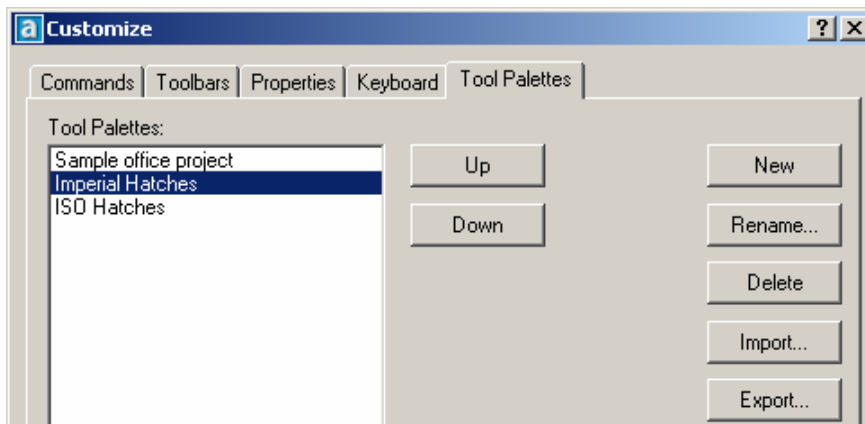 a Customize ? X
Commands Toolbars Properties Keyboard Tool Palettes
Tool Palettes:
Sample office project
Imperial Hatches
ISO Hatches
Up
Down
New
Rename...
Delete
Import...
Export...